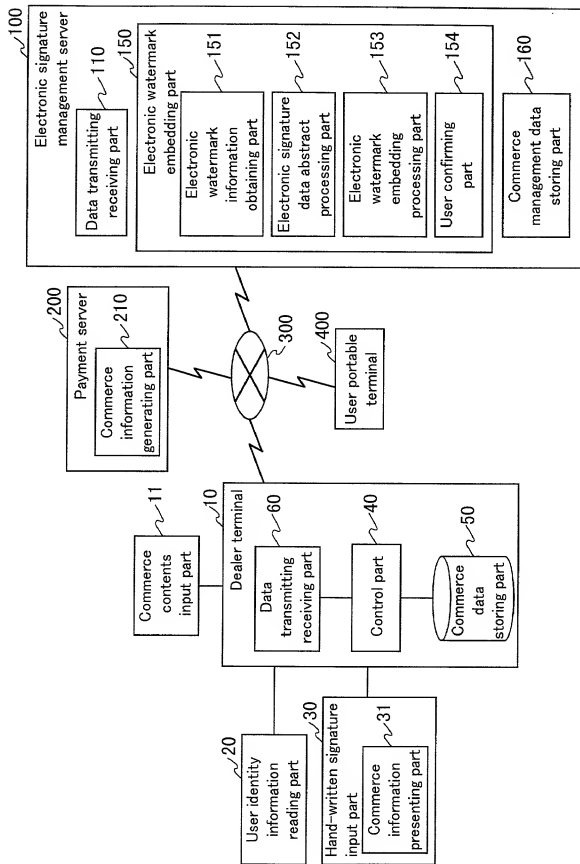 100
Electronic signature
management server
110
Data transmitting
receiving part
150
Electronic watermark
embedding part
151
Electronic
watermark
information
obtaining part
152
Electronic signature
data abstract
processing part
153
Electronic
watermark
embedding
processing part
154
User confirming
part
160
Commerce
management data
storing part
200
Payment server
210
Commerce
information
generating part
300
400
User portable
terminal
11
Commerce
contents
input part
10
Dealer terminal
60
Data
transmitting
receiving part
40
Control part
50
Commerce
data
storing part
20
User identity
information
reading part
30
Hand-written signature
input part
31
Commerce
information
presenting part